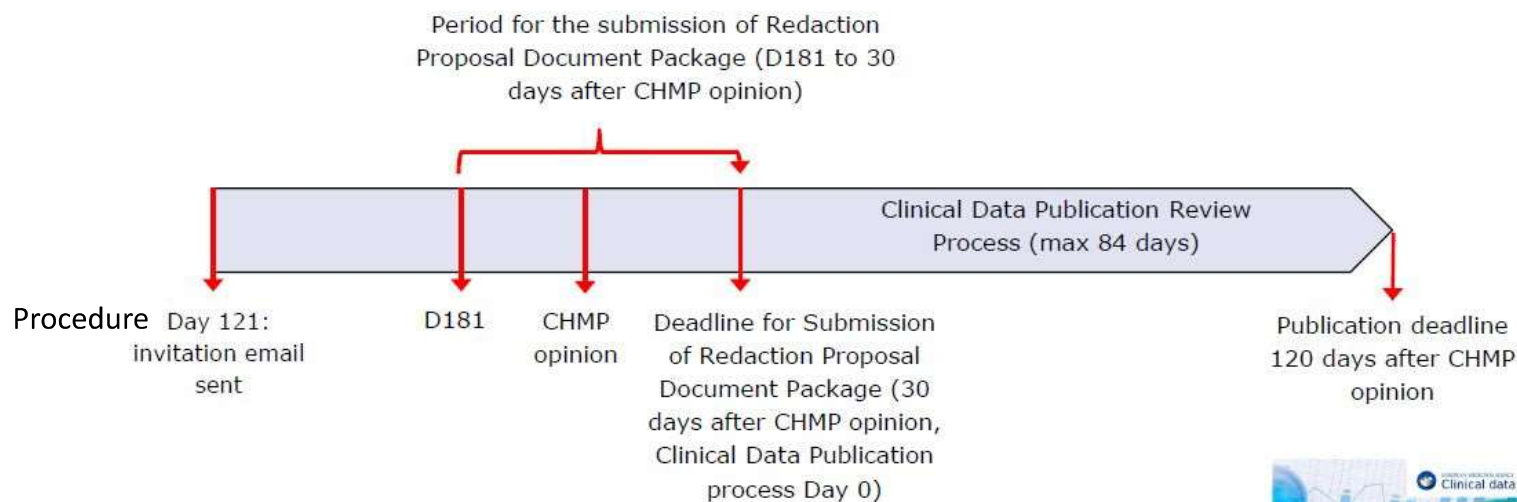 Period for the submission of Redaction
Proposal Document Package (D181 to 30
days after CHMP opinion)
Clinical Data Publication Review
Process (max 84 days)
Procedure
Day 121:
invitation email
sent
D181
CHMP
opinion
Deadline for Submission
of Redaction Proposal
Document Package (30
days after CHMP opinion,
Clinical Data Publication
process Day 0)
Publication deadline
120 days after CHMP
opinion
Clinical data